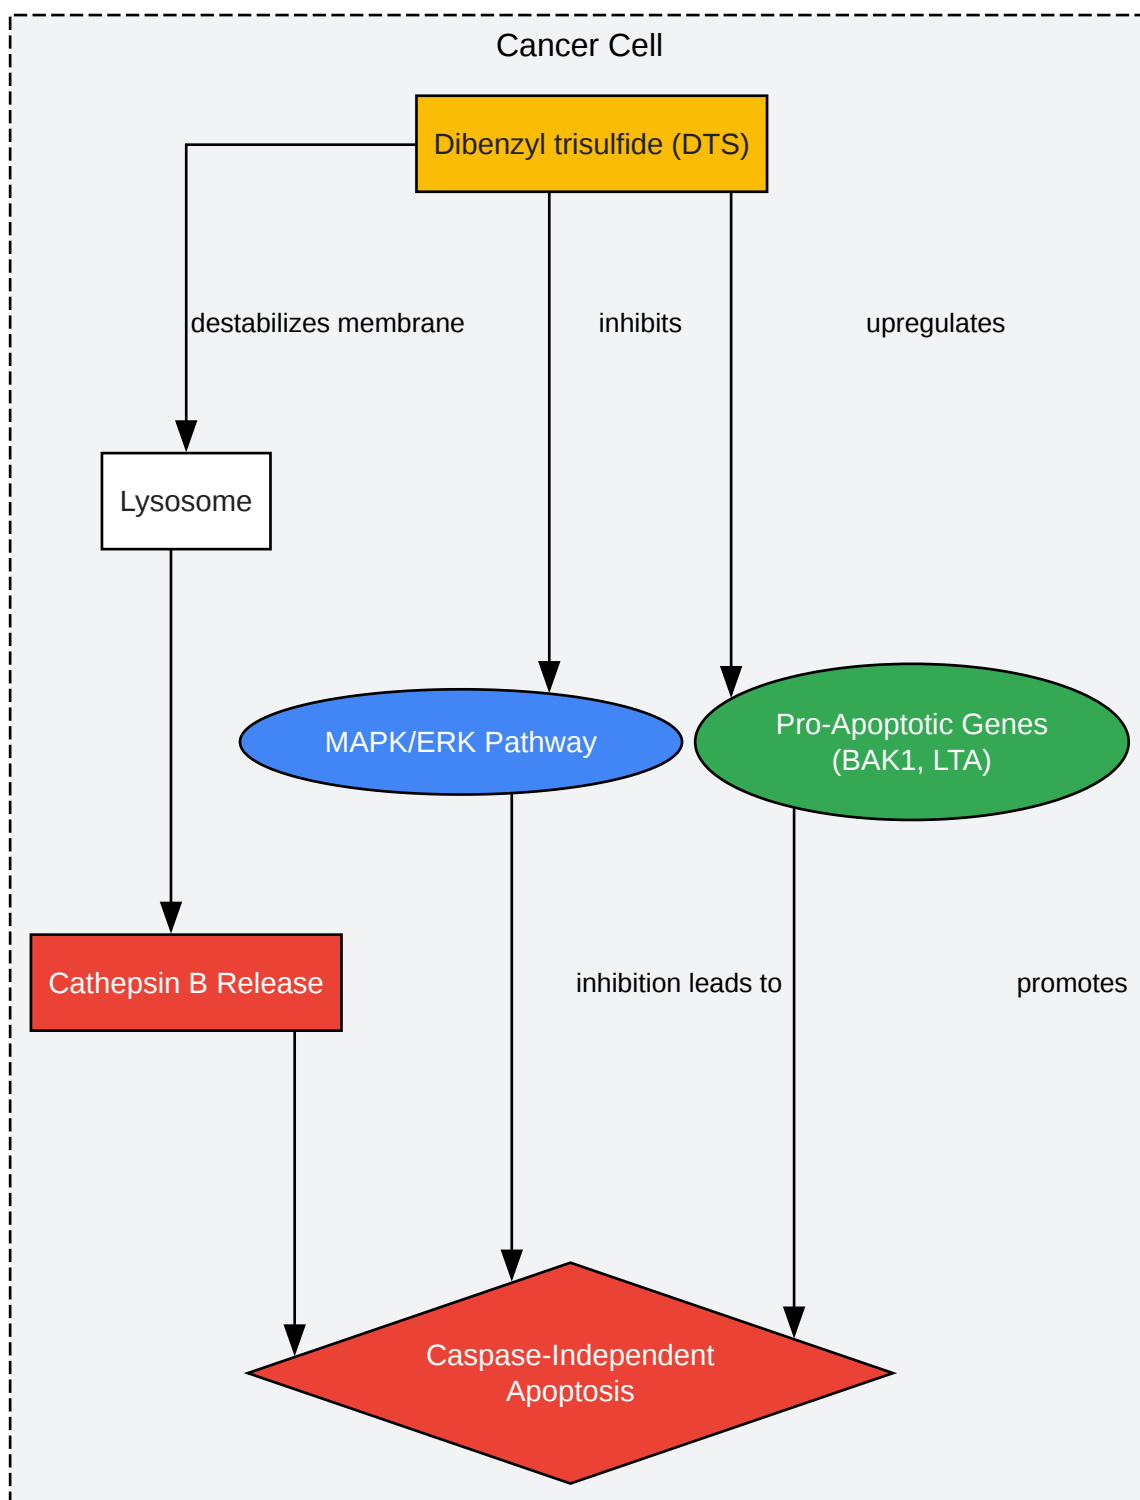 Cancer Cell
Dibenzyl trisulfide (DTS)
destabilizes membrane
inhibits
upregulates
Lysosome
MAPK/ERK Pathway
Pro-Apoptotic Genes
(BAK1, LTA)
Cathepsin B Release
inhibition leads to
promotes
Caspase-Independent
Apoptosis